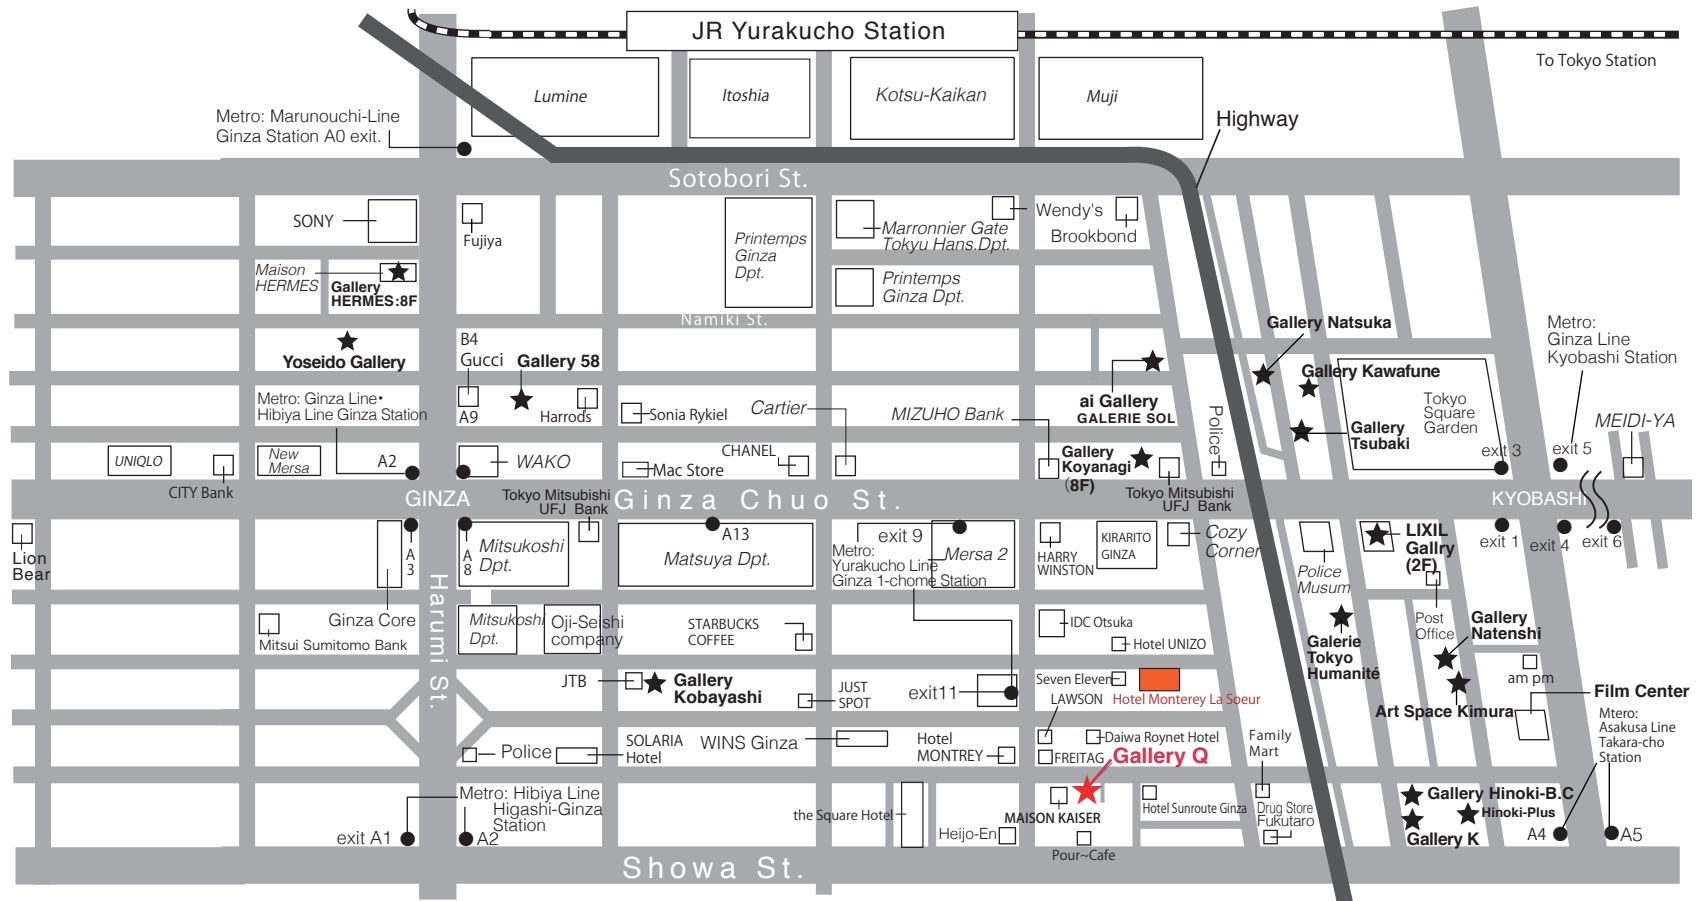 JR Yurakucho Station
To Tokyo Station
Lumine
Itoshia
Kotsu-Kaikan
Muji
Metro: Marunouchi-Line
Ginza Station A0 exit.
Highway
Sotobori St.
SONY
Fujiya
Printemps
Ginza
Dpt.
Marronnier Gate
Tokyu Hans.Dpt.
Wendy's
Brookbond
Maison
HERMES
Gallery
HERMES:8F
Printemps
Ginza Dpt.
Namiki St.
Gallery Natsuka
Metro:
Ginza Line
Kyobashi Station
Yoseido Gallery
B4
Gucci
A9
Gallery 58
Harrods
Gallery Kawafune
Metro: Ginza Line•
Hibiya Line Ginza Station
Sonia Rykiel
Cartier
MIZUHO Bank
ai Gallery
GALERIE SOL
Police
Gallery
Tsubaki
Tokyo
Square
Garden
MEIDI-YA
exit 3
exit 5
UNIQLO
CITY Bank
New
Mersa
A2
WAKO
Mac Store
CHANEL
Gallery
Koyanagi
(8F)
Tokyo Mitsubishi
UFJ Bank
GINZA
Tokyo Mitsubishi
UFJ Bank
Ginza Chuo St.
KYOBASHI
Lion
Bear
A
3
A
8
Mitsukoshi
Dpt.
A13
Matsuya Dpt.
exit 9
Metro:
Yurakucho Line
Ginza 1-chome Station
Mersa 2
HARRY
WINSTON
KIRARITO
GINZA
Cozy
Corner
Police
Musum
LIXIL
Gallry
(2F)
exit 1
exit 4
exit 6
Harumi St.
Ginza Core
Mitsui Sumitomo Bank
Mitsukoshi
Dpt.
Oji-Seishi
company
STARBUCKS
COFFEE
IDC Otsuka
Hotel UNIZO
Galerie
Tokyo
Humanité
Post
Office
Gallery
Natenshi
am pm
JTB
Gallery
Kobayashi
JUST
SPOT
exit11
Seven Eleven
LAWSON
Hotel Monterey La Soeur
Art Space Kimura
Film Center
Mtero:
Asakusa Line
Takara-cho
Station
Police
SOLARIA
Hotel
WINS Ginza
Hotel
MONTREY
Daiwa Roynet Hotel
FREITAG
Gallery Q
Family
Mart
Metro: Hibiya Line
Higashi-Ginza
Station
exit A1
A2
the Square Hotel
Heijo-En
MAISON KAISER
Pour~Cafe
Hotel Sunroute Ginza
Drug Store
Fukutaro
Gallery Hinoki-B.C
Hinoki-Plus
Gallery K
A4
A5
Showa St.